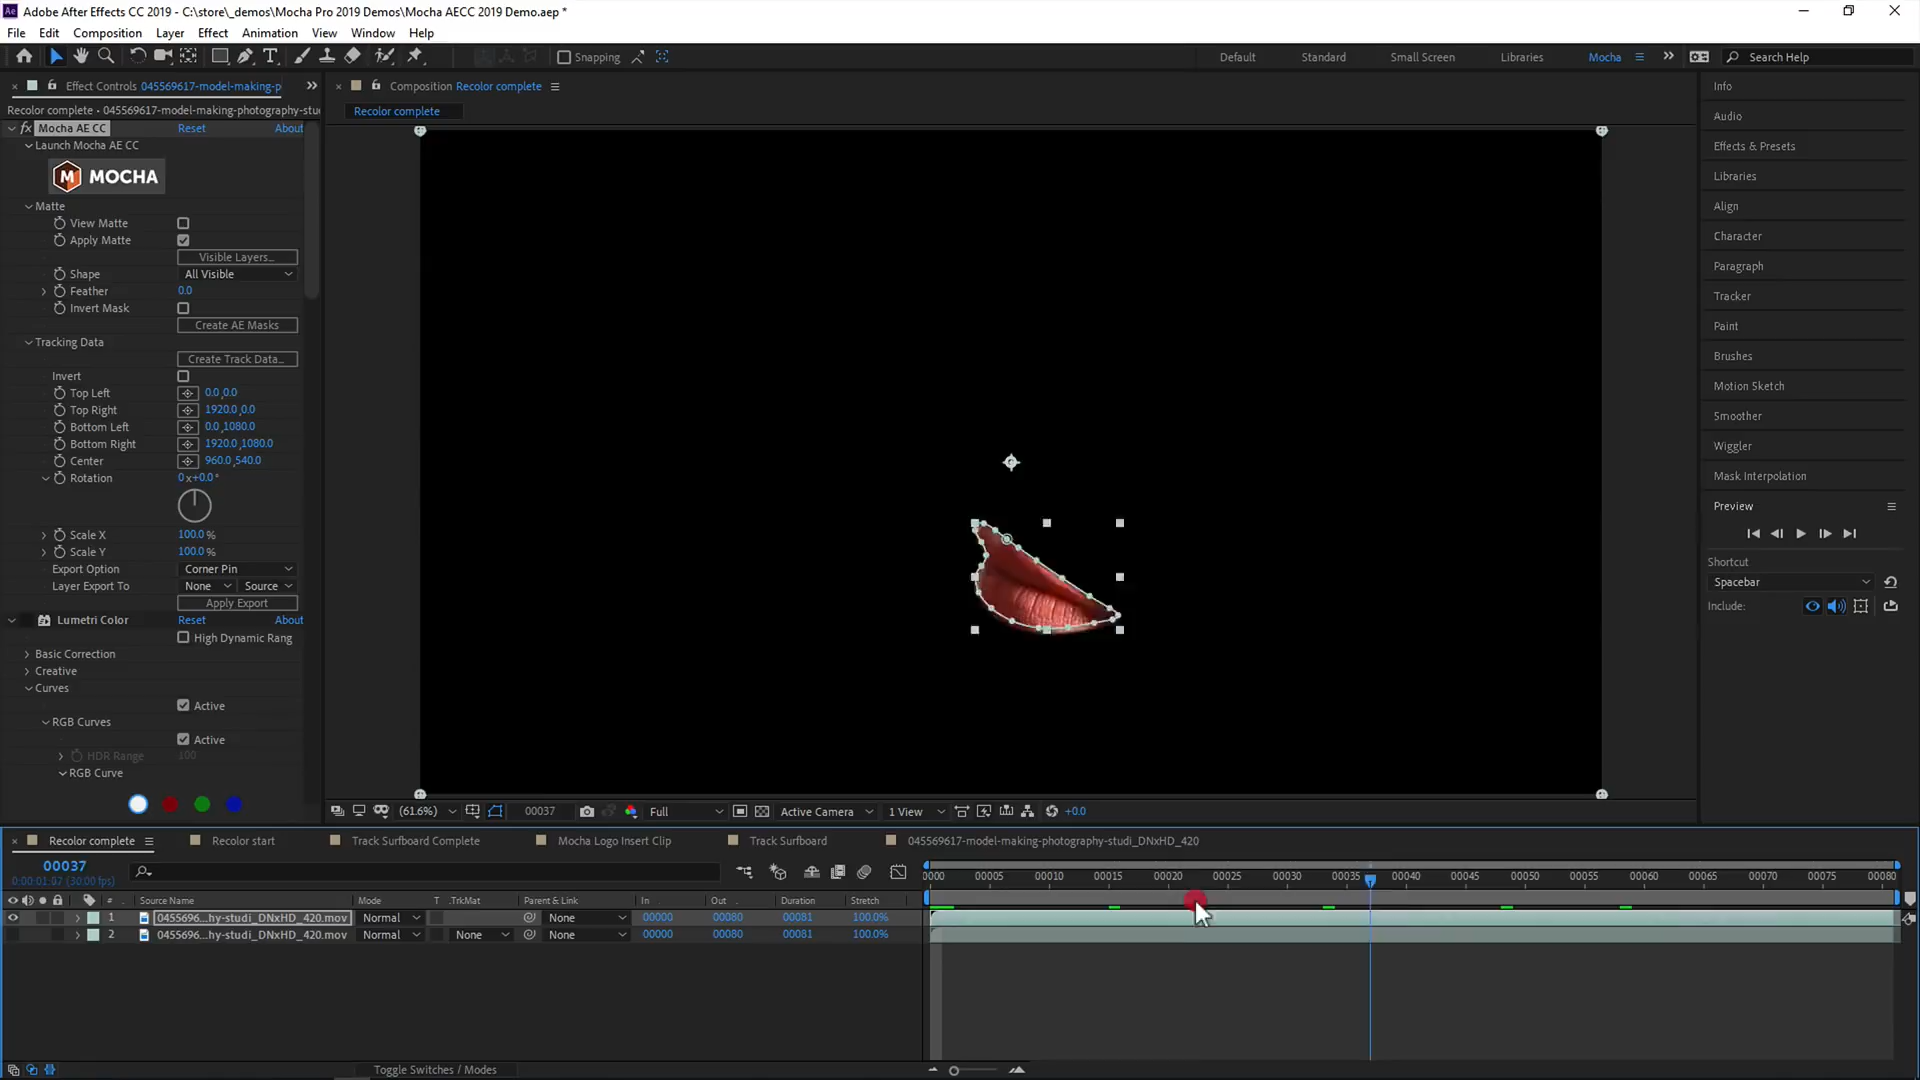 Adobe After Effects CC 2019 - C:\store\_demos\Mocha Pro 2019 Demos\Mocha AECC 2019 Demo.aep *
File Edit Composition Layer Effect Animation View Window Help
Snapping Default Standard Small Screen Libraries Mocha Search Help
Effect Controls 045569617-model-making-p
Composition Recolor complete
Recolor complete • 045569617-model-making-photography-stu
Recolor complete
fx Mocha AE CC Reset About
Launch Mocha AE CC
MOCHA
Matte
View Matte
Apply Matte
Visible Layers...
Shape All Visible
Feather 0.0
Invert Mask
Create AE Masks
Tracking Data
Create Track Data...
Invert
Top Left 0.0,0.0
Top Right 1920.0,0.0
Bottom Left 0.0,1080.0
Bottom Right 1920.0,1080.0
Center 960.0,540.0
Rotation 0x+0.0°
Scale X 100.0%
Scale Y 100.0%
Export Option Corner Pin
Layer Export To None Source
Apply Export
Lumetri Color Reset About
High Dynamic Rang
Basic Correction
Creative
Curves
Active
RGB Curves
Active
HDR Range 100
RGB Curve
Info
Audio
Effects & Presets
Libraries
Align
Character
Paragraph
Tracker
Paint
Brushes
Motion Sketch
Smoother
Wiggler
Mask Interpolation
Preview
Shortcut
Spacebar
Include:
(61.6%) 00037 Full Active Camera 1 View +0.0
Recolor complete Recolor start Track Surfboard Complete Mocha Logo Insert Clip Track Surfboard 045569617-model-making-photography-studi_DNxHD_420
00037
0:00:01:07 (30.00 fps)
0000 00005 00010 00015 00020 00025 00030 00035 00040 00045 00050 00055 00060 00065 00070 00075 00080
# Source Name Mode T .TrkMat Parent & Link In Out Duration Stretch
1 0455696...hy-studi_DNxHD_420.mov Normal None 00000 00080 00081 100.0%
2 0455696...hy-studi_DNxHD_420.mov Normal None None 00000 00080 00081 100.0%
Toggle Switches / Modes